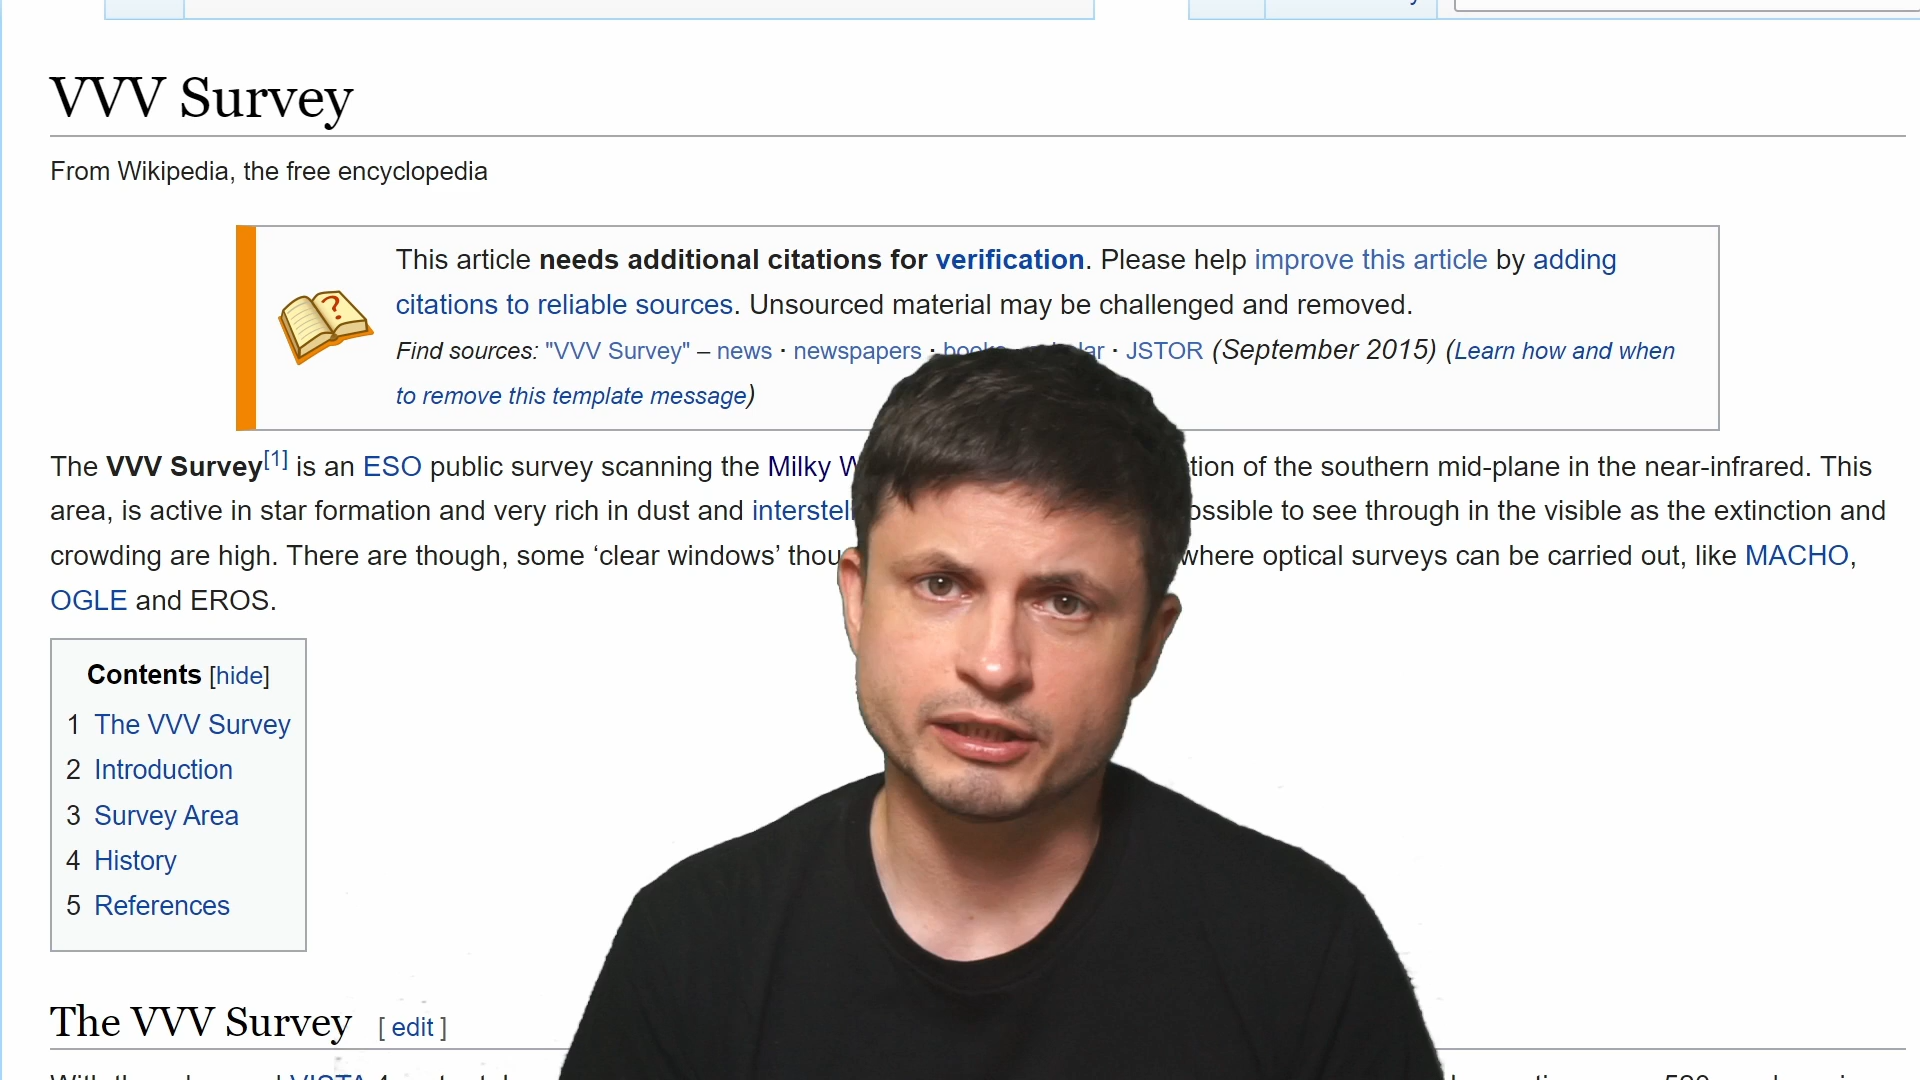 VVV Survey
From Wikipedia, the free encyclopedia
This article needs additional citations for verification. Please help improve this article by adding
citations to reliable sources. Unsourced material may be challenged and removed.
Find sources: "VVV Survey" – news · newspapers · · JSTOR (September 2015) (Learn how and when
to remove this template message)
The VVV Survey[1] is an ESO public survey scanning the Milky of the southern mid-plane in the near-infrared. This
area, is active in star formation and very rich in dust and to see through in the visible as the extinction and
crowding are high. There are though, some ‘clear windows’ where optical surveys can be carried out, like MACHO,
OGLE and EROS.
Contents [hide]
1 The VVV Survey
2 Introduction
3 Survey Area
4 History
5 References
The VVV Survey [ edit ]